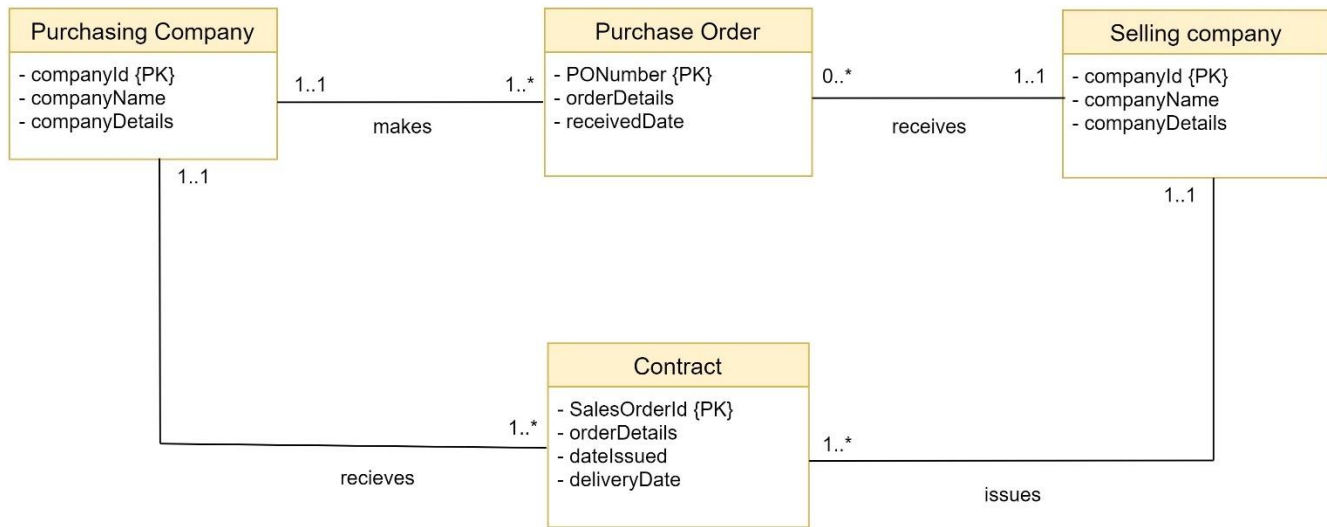 Purchasing Company
- companyId {PK}
- companyName
- companyDetails
1..1
1..*
makes
Purchase Order
- PONumber {PK}
- orderDetails
- receivedDate
0..*
1..1
receives
Selling company
- companyId {PK}
- companyName
- companyDetails
1..1
1..1
Contract
- SalesOrderId {PK}
- orderDetails
- dateIssued
- deliveryDate
1..*
recieves
1..*
issues